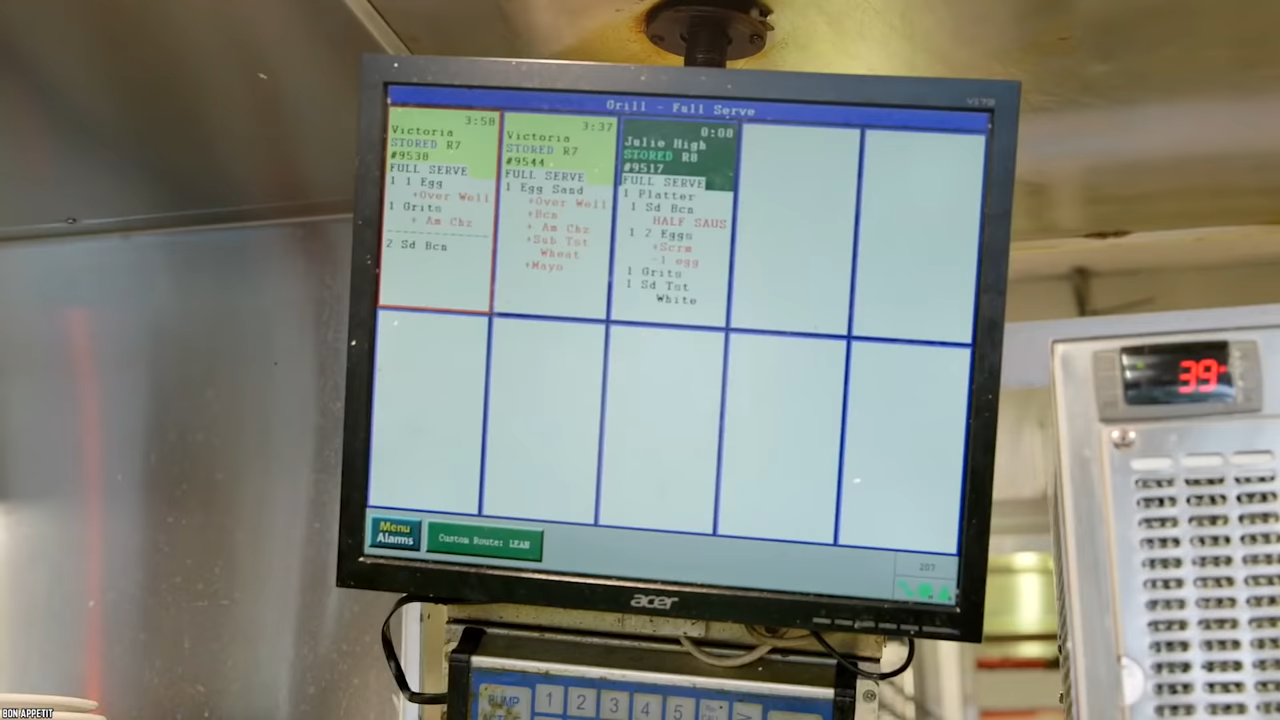 V173
Grill - Full Serve
3:58
Victoria
STORED R7
#9538
FULL SERVE
1 1 Egg
+Over Well
1 Grits
+ Am Chz
2 Sd Bcn
3:37
Victoria
STORED R7
#9544
FULL SERVE
1 Egg Sand
+Over Well
+Bcn
+ Am Chz
+Sub Tst
Wheat
+Mayo
0:00
Julie High
STORED R8
#9517
FULL SERVE
1 Platter
1 Sd Bcn
HALF SAUS
1 2 Eggs
+Scrm
-1 egg
1 Grits
1 Sd Tst
White
Menu
Alarms
Custom Route: LEAN
207
acer
39
BUMP
1 2 3 4 5
BON APPETIT